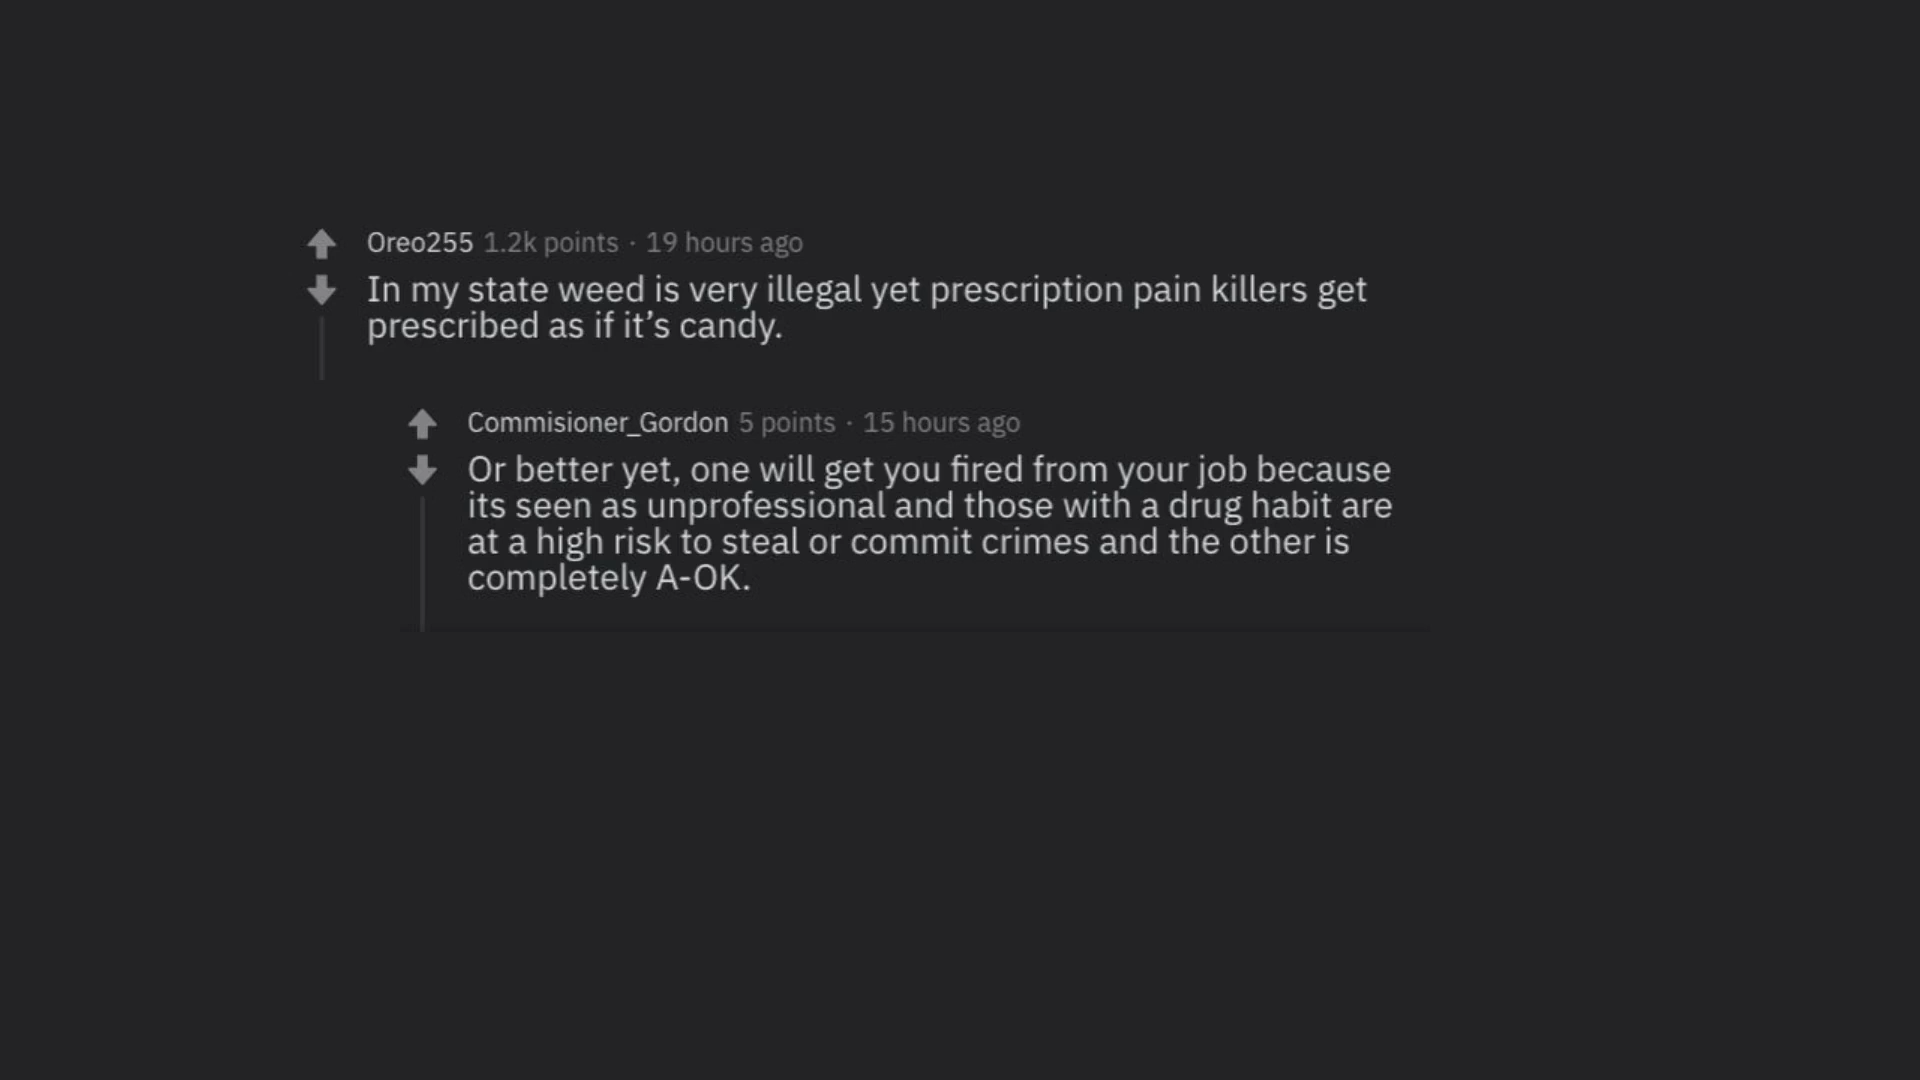 Oreo255 1.2k points · 19 hours ago
In my state weed is very illegal yet prescription pain killers get
prescribed as if it’s candy.
Commisioner_Gordon 5 points · 15 hours ago
Or better yet, one will get you fired from your job because
its seen as unprofessional and those with a drug habit are
at a high risk to steal or commit crimes and the other is
completely A-OK.